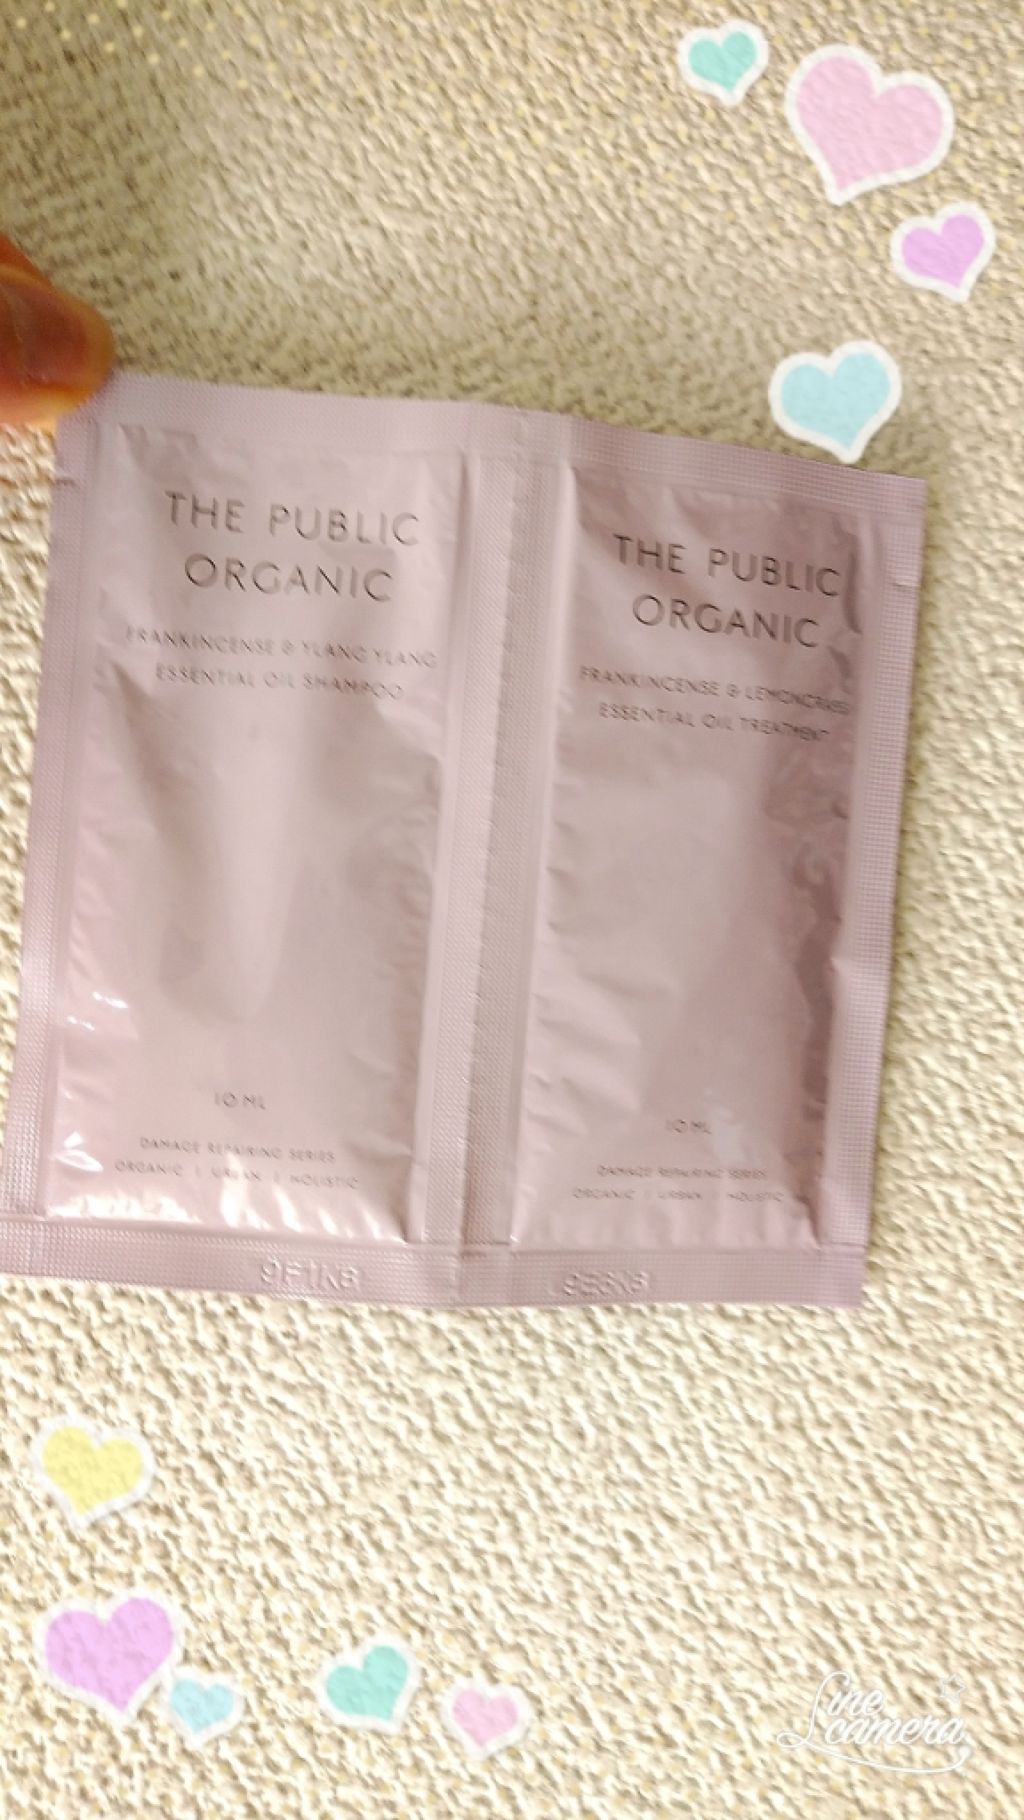 THE PUBLIC
ORGANIC
FRANKINCENSE & YLANG YLANG
ESSENTIAL OIL SHAMPOO
10 ML
DAMAGE REPAIRING SERIES
ORGANIC | URBAN | HOLISTIC
9F1K8
THE PUBLIC
ORGANIC
FRANKINCENSE & LEMONGRASS
ESSENTIAL OIL TREATMENT
10 ML
DAMAGE REPAIRING SERIES
ORGANIC | URBAN | HOLISTIC
Line
camera